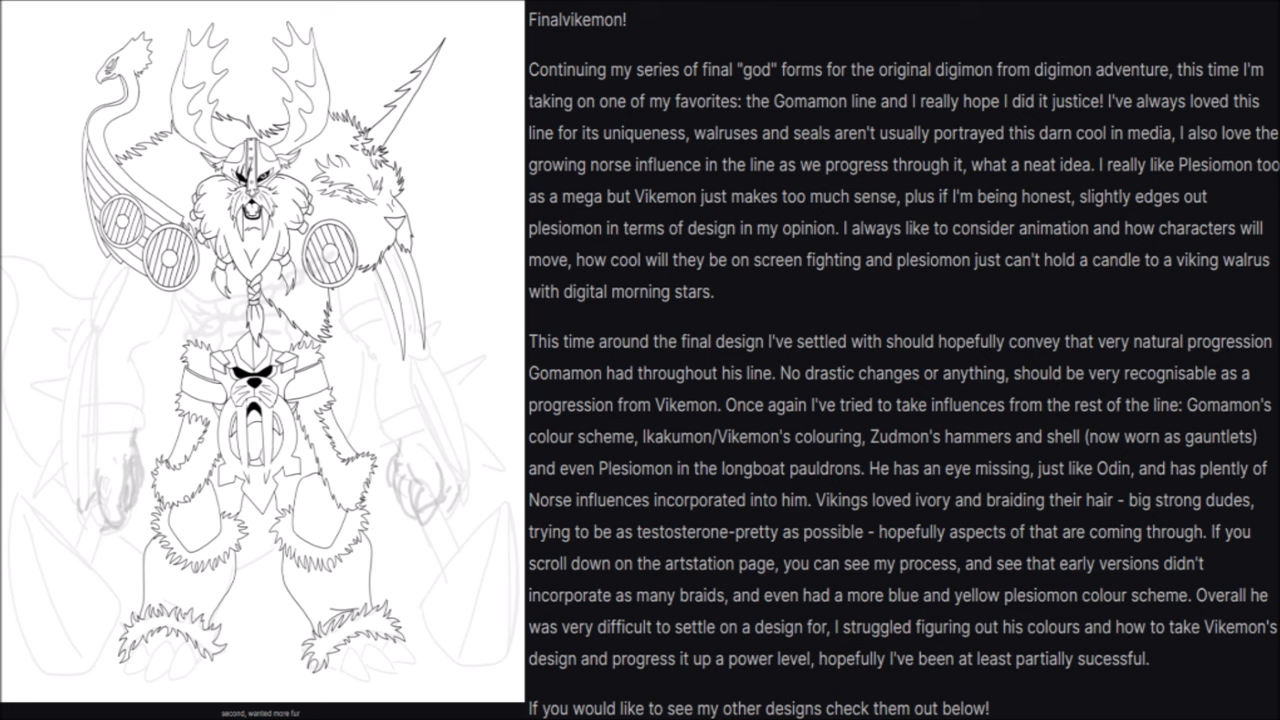 Finalvikemon!
Continuing my series of final "god" forms for the original digimon from digimon adventure, this time I'm
taking on one of my favorites: the Gomamon line and I really hope I did it justice! I've always loved this
line for its uniqueness, walruses and seals aren't usually portrayed this darn cool in media, I also love the
growing norse influence in the line as we progress through it, what a neat idea. I really like Plesiomon too
as a mega but Vikemon just makes too much sense, plus if I'm being honest, slightly edges out
plesiomon in terms of design in my opinion. I always like to consider animation and how characters will
move, how cool will they be on screen fighting and plesiomon just can't hold a candle to a viking walrus
with digital morning stars.
This time around the final design I've settled with should hopefully convey that very natural progression
Gomamon had throughout his line. No drastic changes or anything, should be very recognisable as a
progression from Vikemon. Once again I've tried to take influences from the rest of the line: Gomamon's
colour scheme, Ikakumon/Vikemon's colouring, Zudmon's hammers and shell (now worn as gauntlets)
and even Plesiomon in the longboat pauldrons. He has an eye missing, just like Odin, and has plently of
Norse influences incorporated into him. Vikings loved ivory and braiding their hair - big strong dudes,
trying to be as testosterone-pretty as possible - hopefully aspects of that are coming through. If you
scroll down on the artstation page, you can see my process, and see that early versions didn't
incorporate as many braids, and even had a more blue and yellow plesiomon colour scheme. Overall he
was very difficult to settle on a design for, I struggled figuring out his colours and how to take Vikemon's
design and progress it up a power level, hopefully I've been at least partially sucessful.
If you would like to see my other designs check them out below!
second, wanted more fur